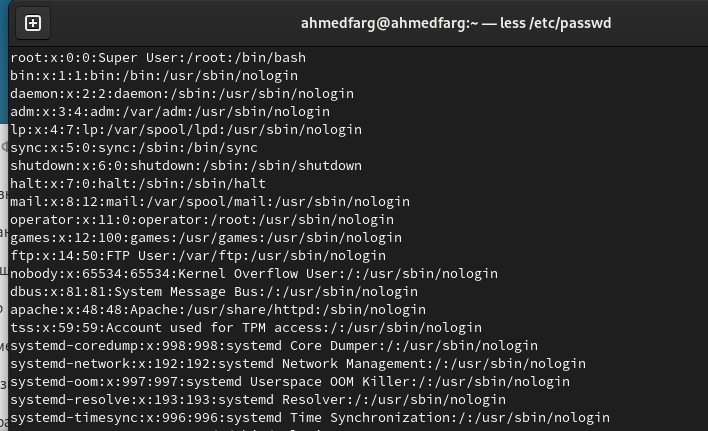 ahmedfarg@ahmedfarg:~ — less /etc/passwd
root:x:0:0:Super User:/root:/bin/bash
bin:x:1:1:bin:/bin:/usr/sbin/nologin
daemon:x:2:2:daemon:/sbin:/usr/sbin/nologin
adm:x:3:4:adm:/var/adm:/usr/sbin/nologin
lp:x:4:7:lp:/var/spool/lpd:/usr/sbin/nologin
sync:x:5:0:sync:/sbin:/bin/sync
shutdown:x:6:0:shutdown:/sbin:/sbin/shutdown
halt:x:7:0:halt:/sbin:/sbin/halt
mail:x:8:12:mail:/var/spool/mail:/usr/sbin/nologin
operator:x:11:0:operator:/root:/usr/sbin/nologin
games:x:12:100:games:/usr/games:/usr/sbin/nologin
ftp:x:14:50:FTP User:/var/ftp:/usr/sbin/nologin
nobody:x:65534:65534:Kernel Overflow User:/:/usr/sbin/nologin
dbus:x:81:81:System Message Bus:/:/usr/sbin/nologin
apache:x:48:48:Apache:/usr/share/httpd:/sbin/nologin
tss:x:59:59:Account used for TPM access:/:/usr/sbin/nologin
systemd-coredump:x:998:998:systemd Core Dumper:/:/usr/sbin/nologin
systemd-network:x:192:192:systemd Network Management:/:/usr/sbin/nologin
systemd-oom:x:997:997:systemd Userspace OOM Killer:/:/usr/sbin/nologin
systemd-resolve:x:193:193:systemd Resolver:/:/usr/sbin/nologin
systemd-timesync:x:996:996:systemd Time Synchronization:/:/usr/sbin/nologin